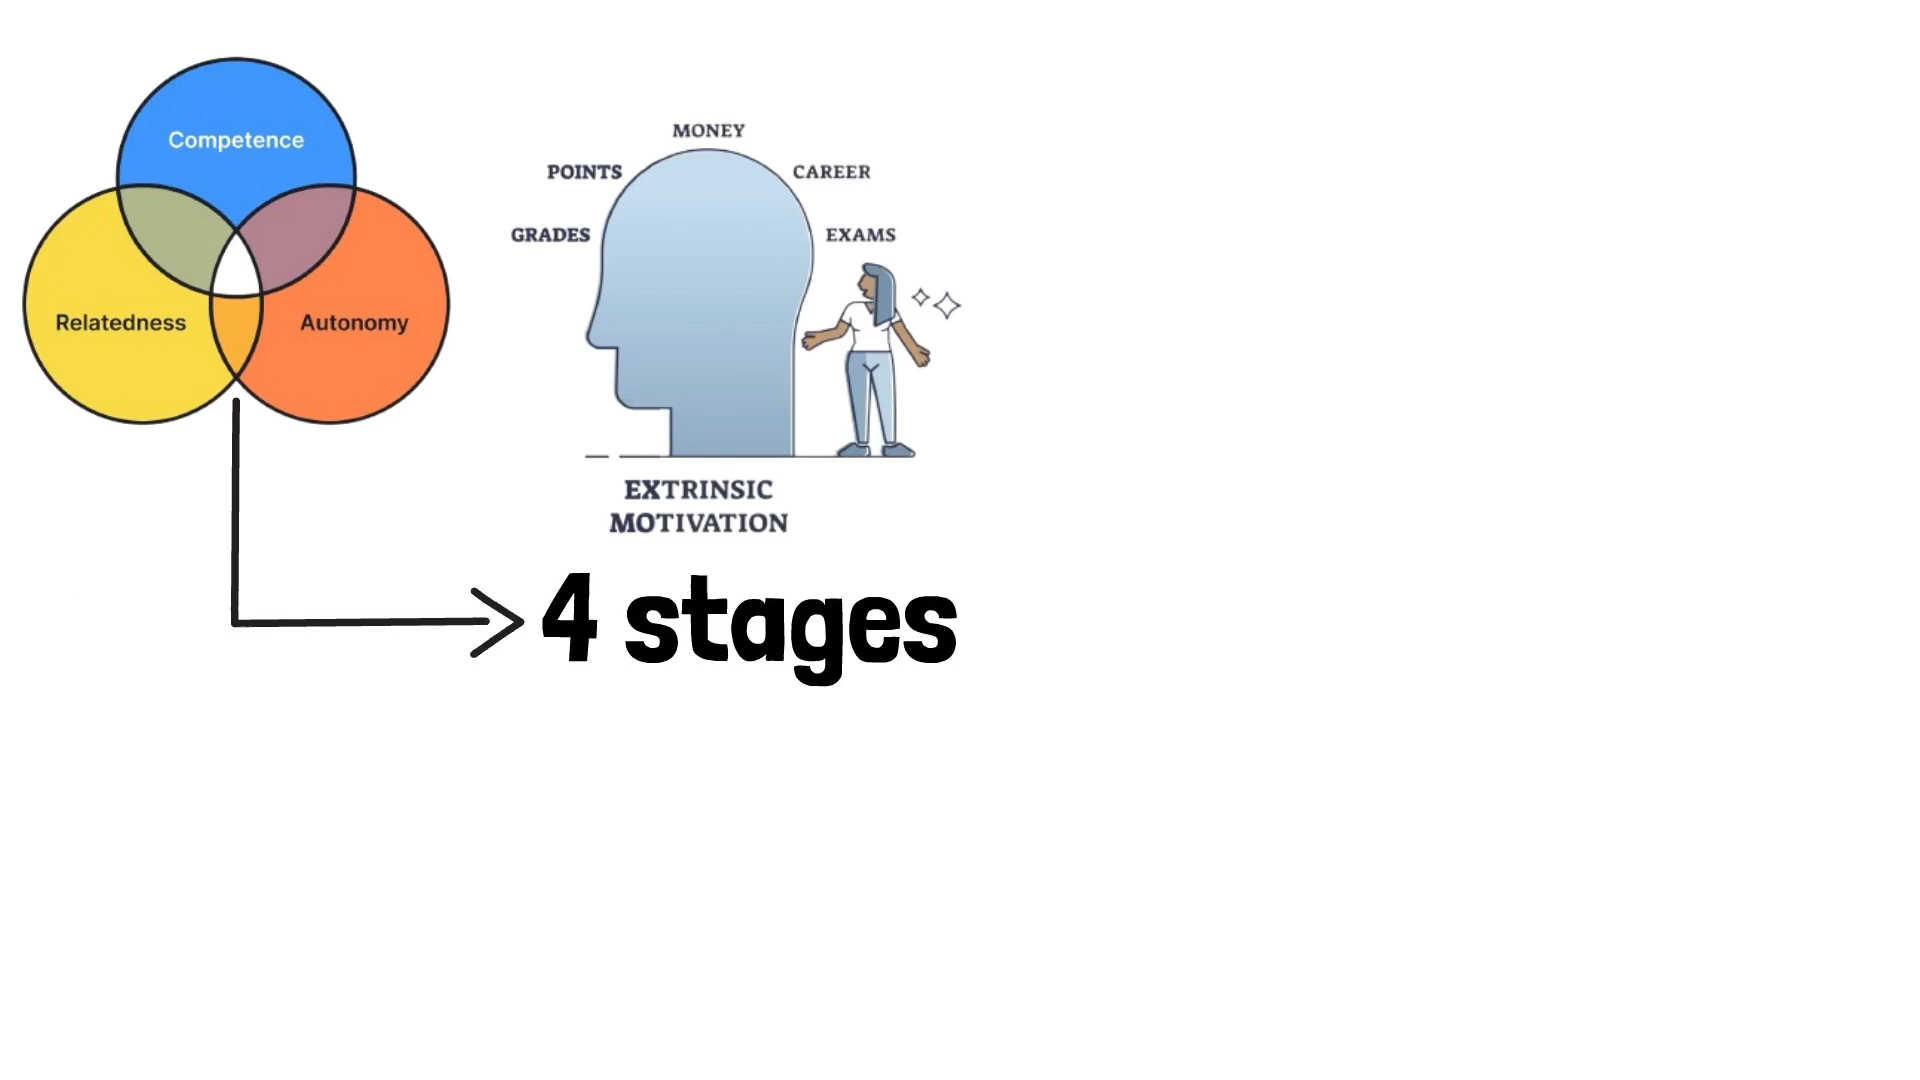 Competence
Relatedness
Autonomy
MONEY
POINTS
CAREER
GRADES
EXAMS
EXTRINSIC
MOTIVATION
4 stages